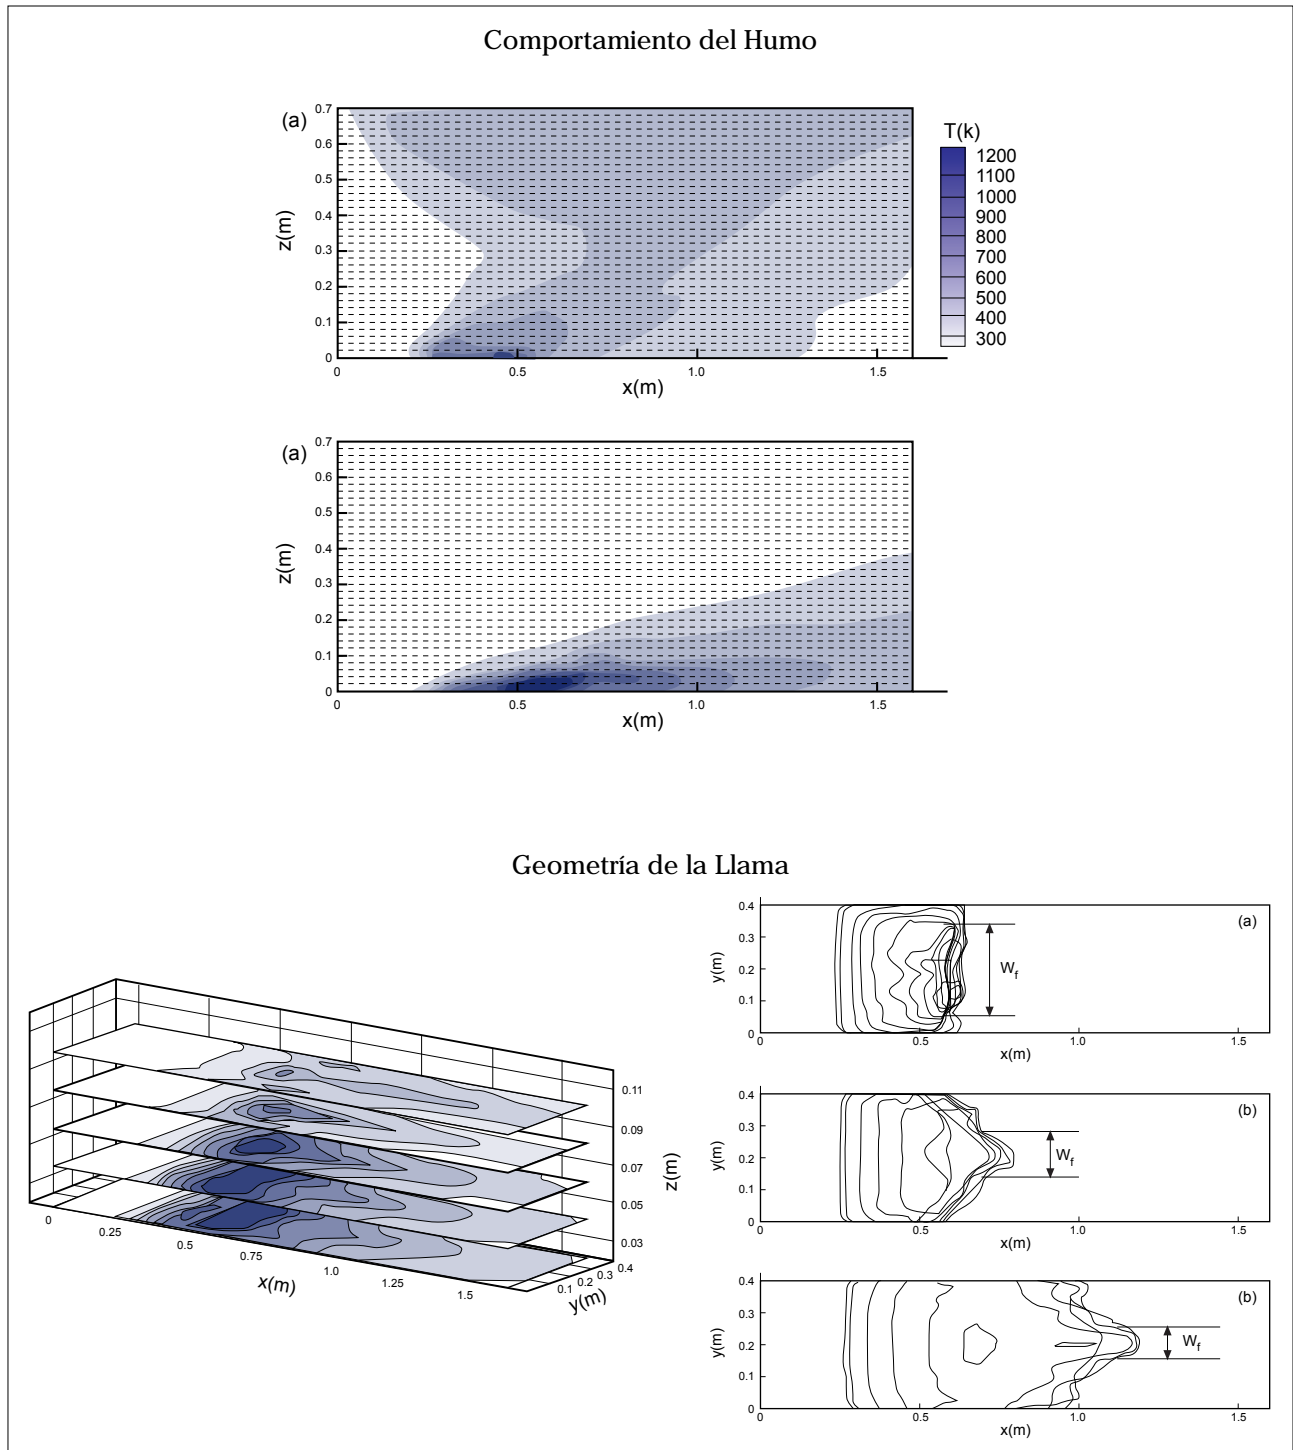 Comportamiento del Humo
(a)
0.7
0.6
0.5
0.4
0.3
0.2
0.1
0
z(m)
0 0.5 1.0 1.5
x(m)
T(k)
1200
1100
1000
900
800
700
600
500
400
300
(a)
0.7
0.6
0.5
0.4
0.3
0.2
0.1
0
z(m)
0 0.5 1.0 1.5
x(m)
Geometría de la Llama
0 0.25 0.5 0.75 1.0 1.25 1.5
x(m)
0.1 0.2 0.3 0.4
y(m)
0.11
0.09
0.07
0.05
0.03
z(m)
(a)
0.4
0.3
0.2
0.1
0
y(m)
Wf
0 0.5 1.0 1.5
x(m)
(b)
0.4
0.3
0.2
0.1
0
y(m)
Wf
0 0.5 1.0 1.5
x(m)
(b)
0.4
0.3
0.2
0.1
0
y(m)
Wf
0 0.5 1.0 1.5
x(m)